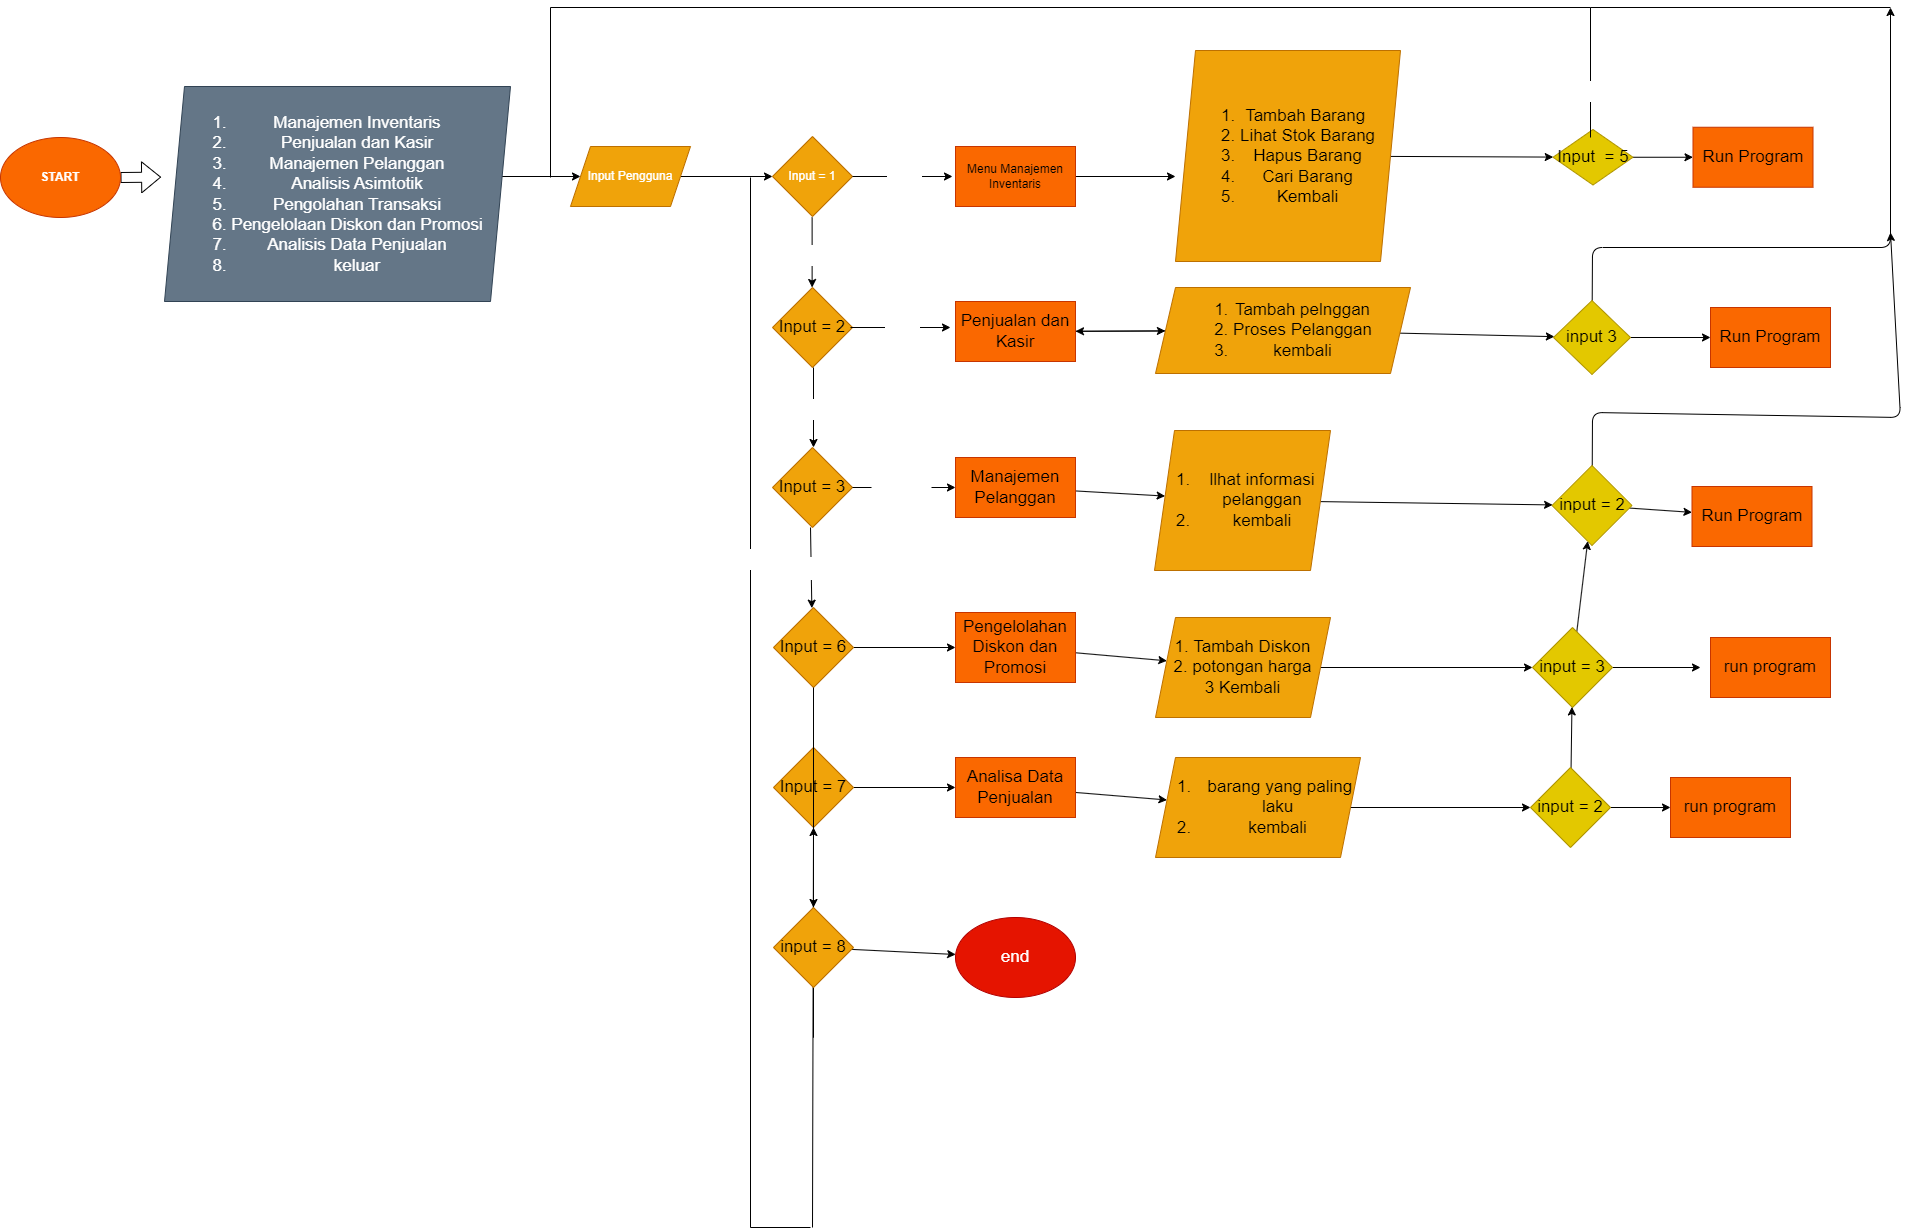 START
1. Manajemen Inventaris
2. Penjualan dan Kasir
3. Manajemen Pelanggan
4. Analisis Asimtotik
5. Pengolahan Transaksi
6. Pengelolaan Diskon dan Promosi
7. Analisis Data Penjualan
8. keluar
Input Pengguna
Input = 1
Menu Manajemen
Inventaris
1. Tambah Barang
2. Lihat Stok Barang
3. Hapus Barang
4. Cari Barang
5. Kembali
Input = 5
Run Program
Input = 2
Penjualan dan
Kasir
1. Tambah pelnggan
2. Proses Pelanggan
3. kembali
input 3
Run Program
Input = 3
Manajemen
Pelanggan
1. lIhat informasi
pelanggan
2. kembali
input = 2
Run Program
Input = 6
Pengelolahan
Diskon dan
Promosi
1. Tambah Diskon
2. potongan harga
3 Kembali
input = 3
run program
Input = 7
Analisa Data
Penjualan
1. barang yang paling
laku
2. kembali
input = 2
run program
input = 8
end